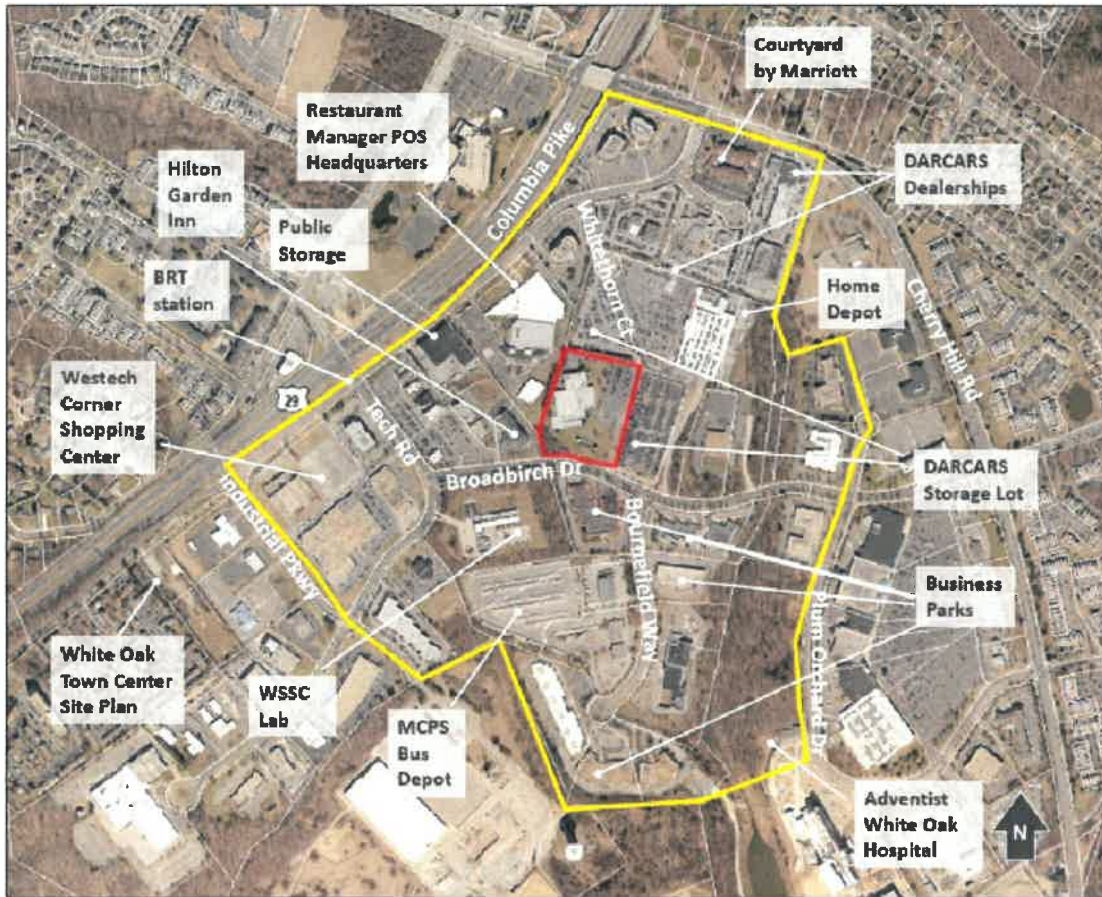 Courtyard
by Marriott
Restaurant
Manager POS
Headquarters
Columbia Pike
DARCARS
Dealerships
Hilton
Garden
Inn
Public
Storage
Whitethorn Ct
BRT
station
Home
Depot
Cherry Hill Rd
Westech
Corner
Shopping
Center
29
Tech Rd
Broadbirch Dr
DARCARS
Storage Lot
Industrial Pkwy
Bournefield Way
Business
Parks
Plum Orchard Dr
White Oak
Town Center
Site Plan
WSSC
Lab
MCPS
Bus
Depot
Adventist
White Oak
Hospital
N